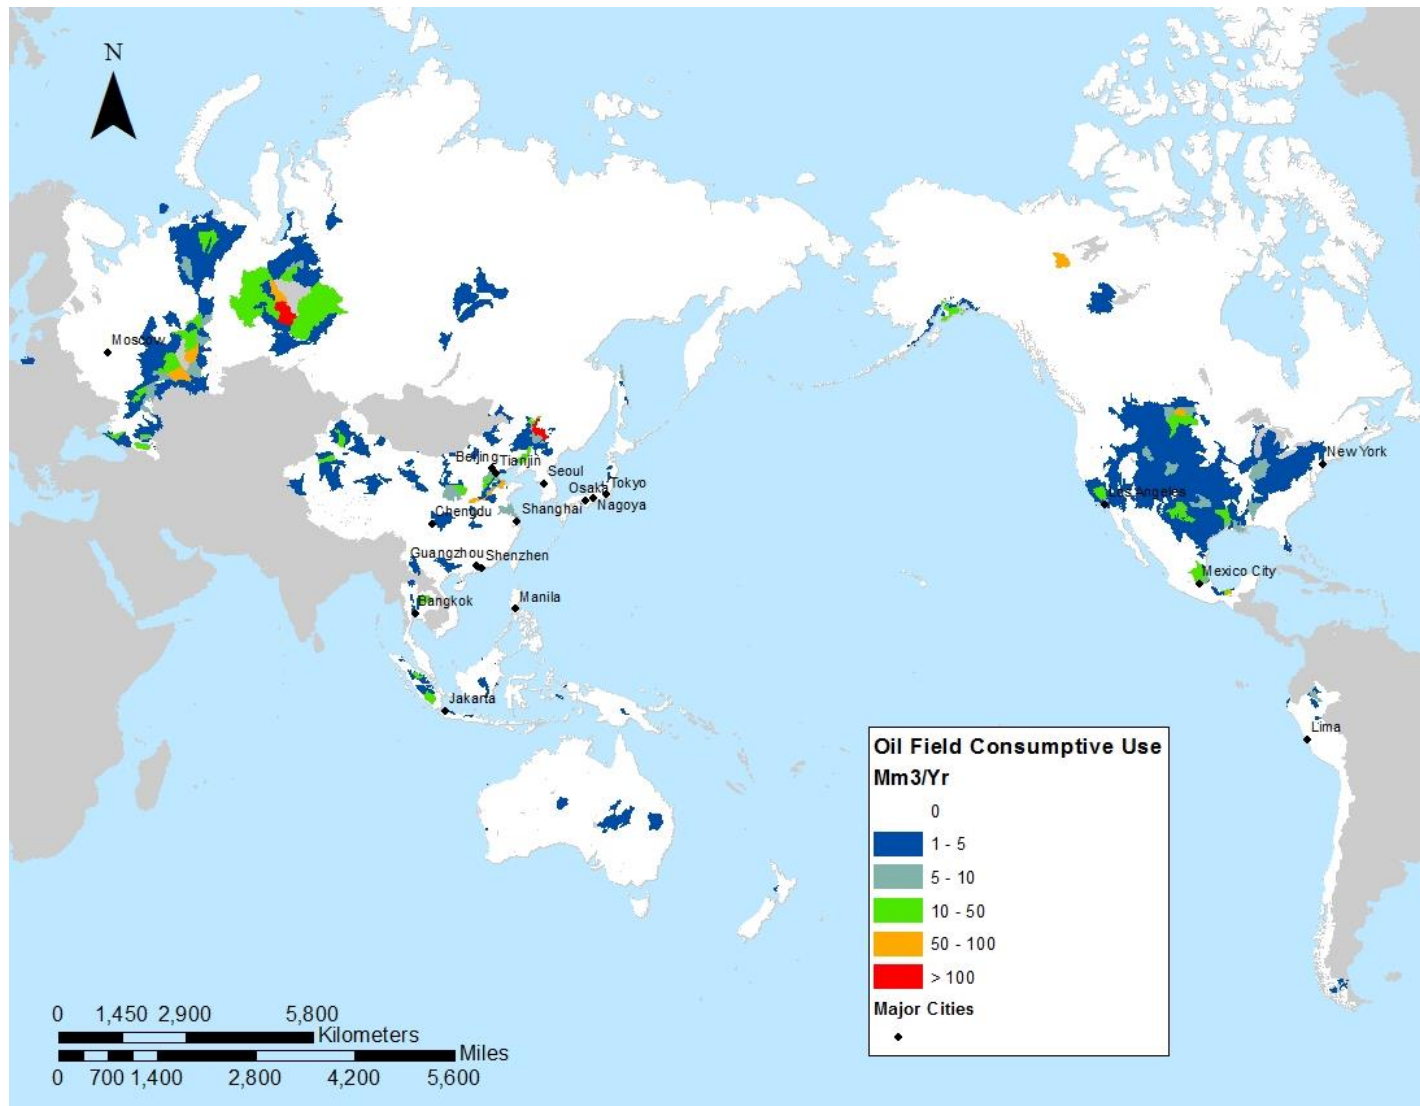 N
Moscow
Beijing
Tianjin
Seoul
Osaka
Tokyo
Nagoya
Chengdu
Shanghai
Guangzhou
Shenzhen
Bangkok
Manila
Jakarta
New York
Los Angeles
Mexico City
Lima
Oil Field Consumptive Use
Mm3/Yr
0
1 - 5
5 - 10
10 - 50
50 - 100
> 100
Major Cities
0 1,450 2,900 5,800
Kilometers
Miles
0 700 1,400 2,800 4,200 5,600